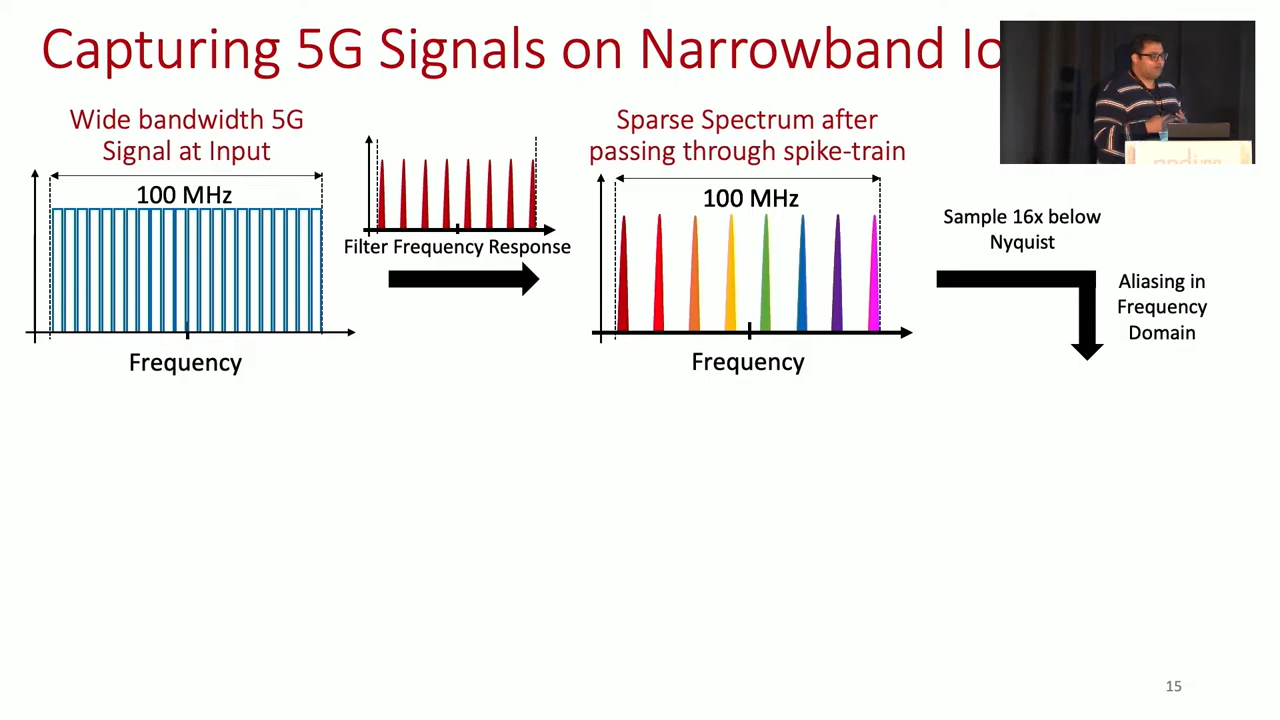 Capturing 5G Signals on Narrowband
Wide bandwidth 5G
Signal at Input
100 MHz
Frequency
Filter Frequency Response
Sparse Spectrum after
passing through spike-train
100 MHz
Frequency
Sample 16x below
Nyquist
Aliasing in
Frequency
Domain
15